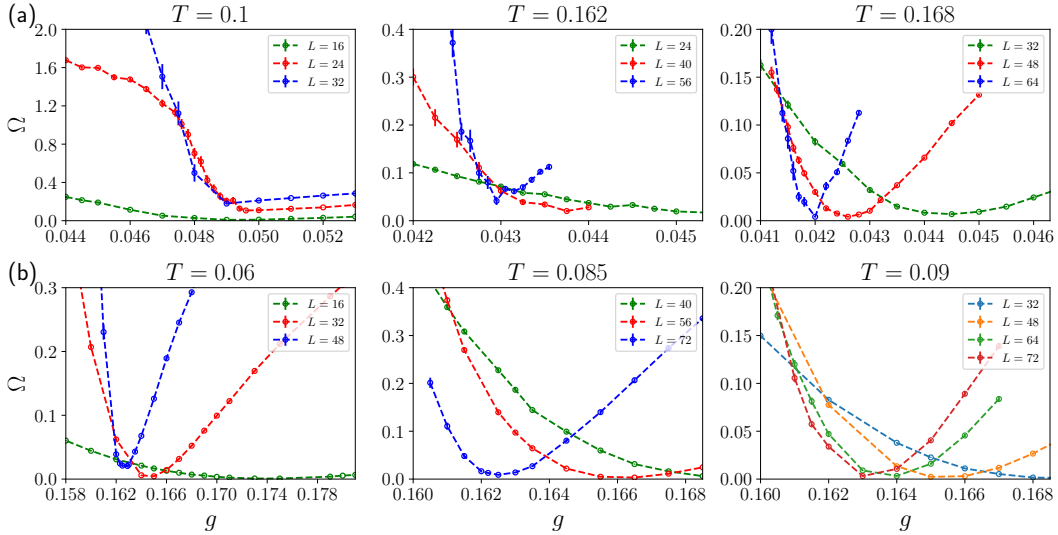 (a)
T = 0.1
T = 0.162
T = 0.168
2.0
1.6
1.2
0.8
0.4
0.0
Ω
L = 16
L = 24
L = 32
0.044
0.046
0.048
0.050
0.052
0.4
0.3
0.2
0.1
0.0
L = 24
L = 40
L = 56
0.042
0.043
0.044
0.045
0.20
0.15
0.10
0.05
0.00
L = 32
L = 48
L = 64
0.041
0.042
0.043
0.044
0.045
0.046
(b)
T = 0.06
T = 0.085
T = 0.09
0.3
0.2
0.1
0.0
Ω
L = 16
L = 32
L = 48
0.158
0.162
0.166
0.170
0.174
0.178
g
0.3
0.2
0.1
0.0
L = 40
L = 56
L = 72
0.160
0.162
0.164
0.166
0.168
g
0.20
0.15
0.10
0.05
0.00
L = 32
L = 48
L = 64
L = 72
0.160
0.162
0.164
0.166
0.168
g